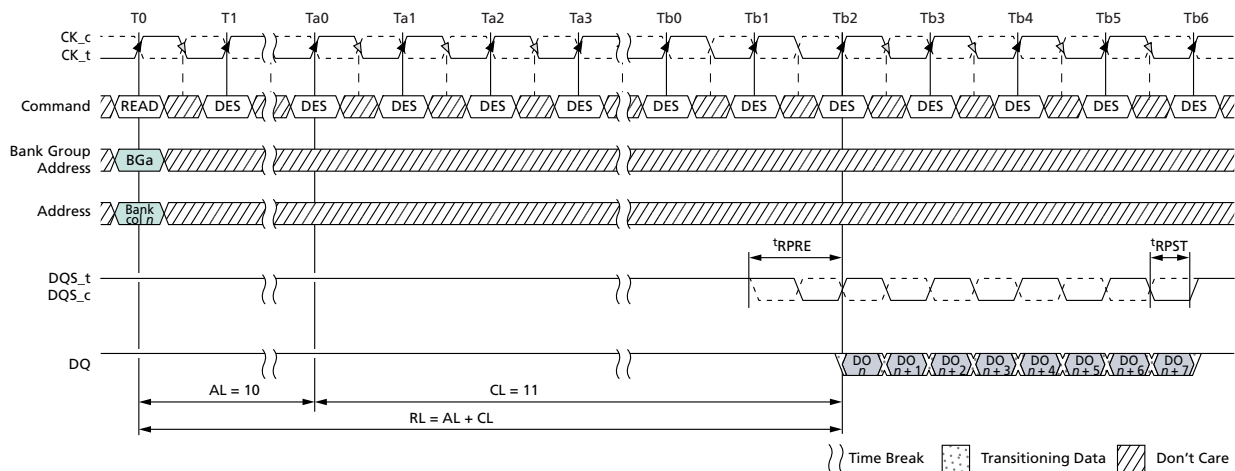 T0 T1 Ta0 Ta1 Ta2 Ta3 Tb0 Tb1 Tb2 Tb3 Tb4 Tb5 Tb6
CK_c
CK_t
Command READ DES DES DES DES DES DES DES DES DES DES DES DES
Bank Group
Address
BGa
Address
Bank
col n
tRPRE tRPST
DQS_t
DQS_c
DQ
DO DO DO DO DO DO DO DO
n n + 1 n + 2 n + 3 n + 4 n + 5 n + 6 n + 7
AL = 10 CL = 11
RL = AL + CL
Time Break Transitioning Data Don't Care